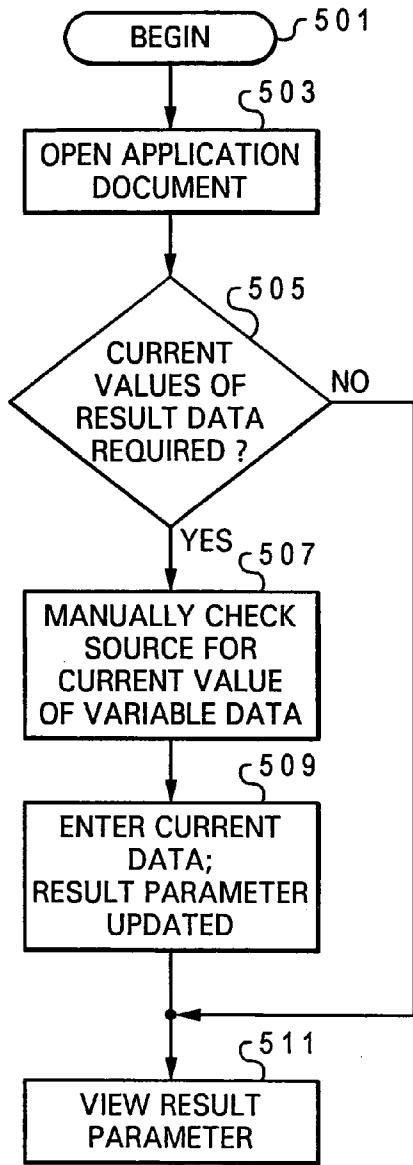 BEGIN
501
503
OPEN APPLICATION
DOCUMENT
505
CURRENT
VALUES OF
RESULT DATA
REQUIRED ?
NO
YES
507
MANUALLY CHECK
SOURCE FOR
CURRENT VALUE
OF VARIABLE DATA
509
ENTER CURRENT
DATA;
RESULT PARAMETER
UPDATED
511
VIEW RESULT
PARAMETER